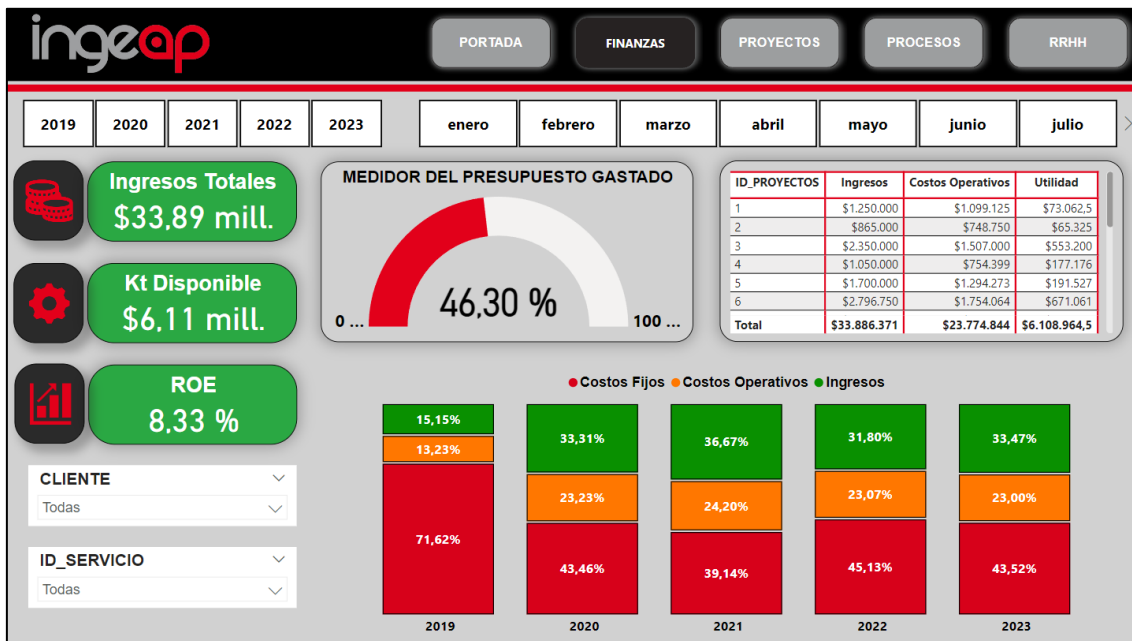 ingeap
PORTADA FINANZAS PROYECTOS PROCESOS RRHH
2019 2020 2021 2022 2023 enero febrero marzo abril mayo junio julio
Ingresos Totales
$33,89 mill.
Kt Disponible
$6,11 mill.
ROE
8,33 %
CLIENTE
Todas
ID_SERVICIO
Todas
MEDIDOR DEL PRESUPUESTO GASTADO
46,30 %
0 ... 100 ...
ID_PROYECTOS Ingresos Costos Operativos Utilidad
1 $1.250.000 $1.099.125 $73.062,5
2 $865.000 $748.750 $65.325
3 $2.350.000 $1.507.000 $553.200
4 $1.050.000 $754.399 $177.176
5 $1.700.000 $1.294.273 $191.527
6 $2.796.750 $1.754.064 $671.061
Total $33.886.371 $23.774.844 $6.108.964,5
Costos Fijos Costos Operativos Ingresos
15,15% 33,31% 36,67% 31,80% 33,47%
13,23% 23,23% 24,20% 23,07% 23,00%
71,62% 43,46% 39,14% 45,13% 43,52%
2019 2020 2021 2022 2023